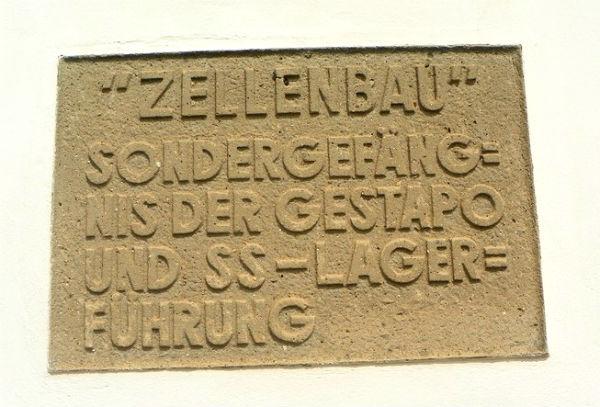 "ZELLENBAU"
SONDERGEFÄNG=
NIS DER GESTAPO
UND SS-LAGER=
FÜHRUNG